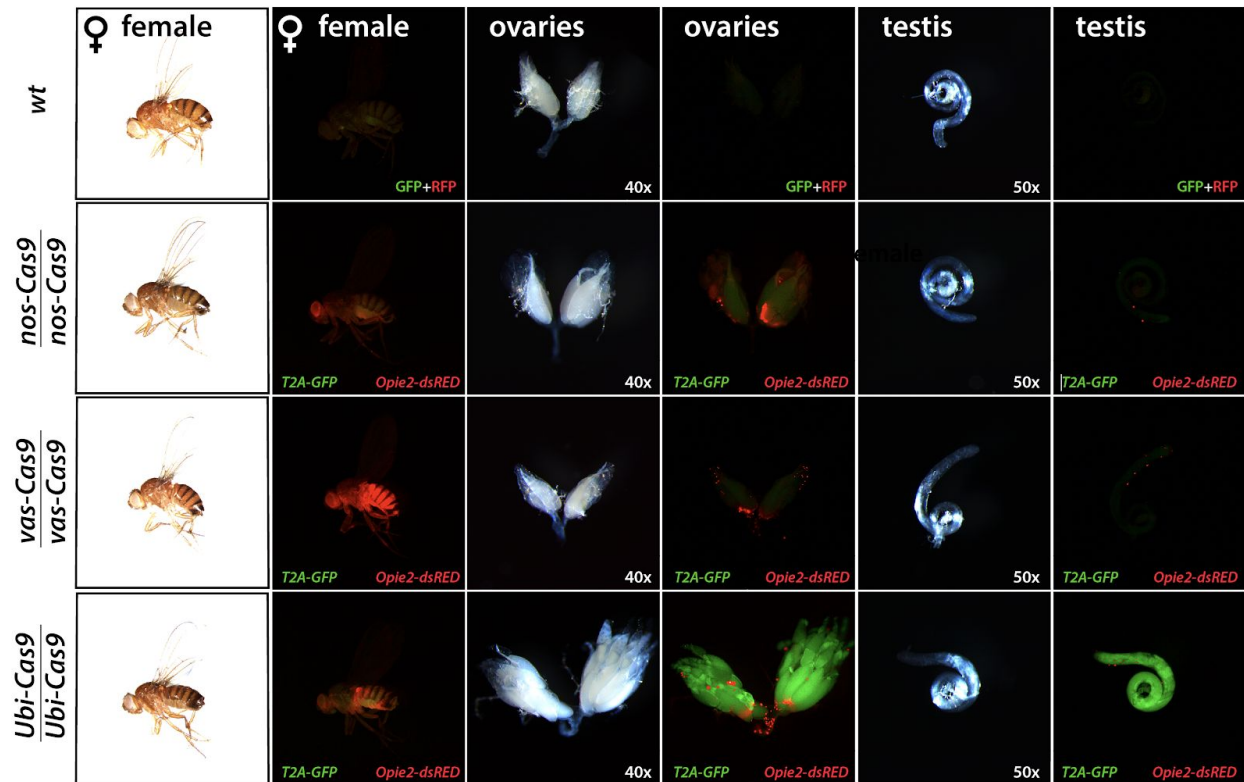 ♀ female
♀ female
ovaries
ovaries
testis
testis
wt
GFP+RFP
40x
GFP+RFP
50x
GFP+RFP
nos-Cas9
nos-Cas9
emale
T2A-GFP
Opie2-dsRED
40x
T2A-GFP
Opie2-dsRED
50x
T2A-GFP
Opie2-dsRED
vas-Cas9
vas-Cas9
T2A-GFP
Opie2-dsRED
40x
T2A-GFP
Opie2-dsRED
50x
T2A-GFP
Opie2-dsRED
Ubi-Cas9
Ubi-Cas9
T2A-GFP
Opie2-dsRED
40x
T2A-GFP
Opie2-dsRED
50x
T2A-GFP
Opie2-dsRED